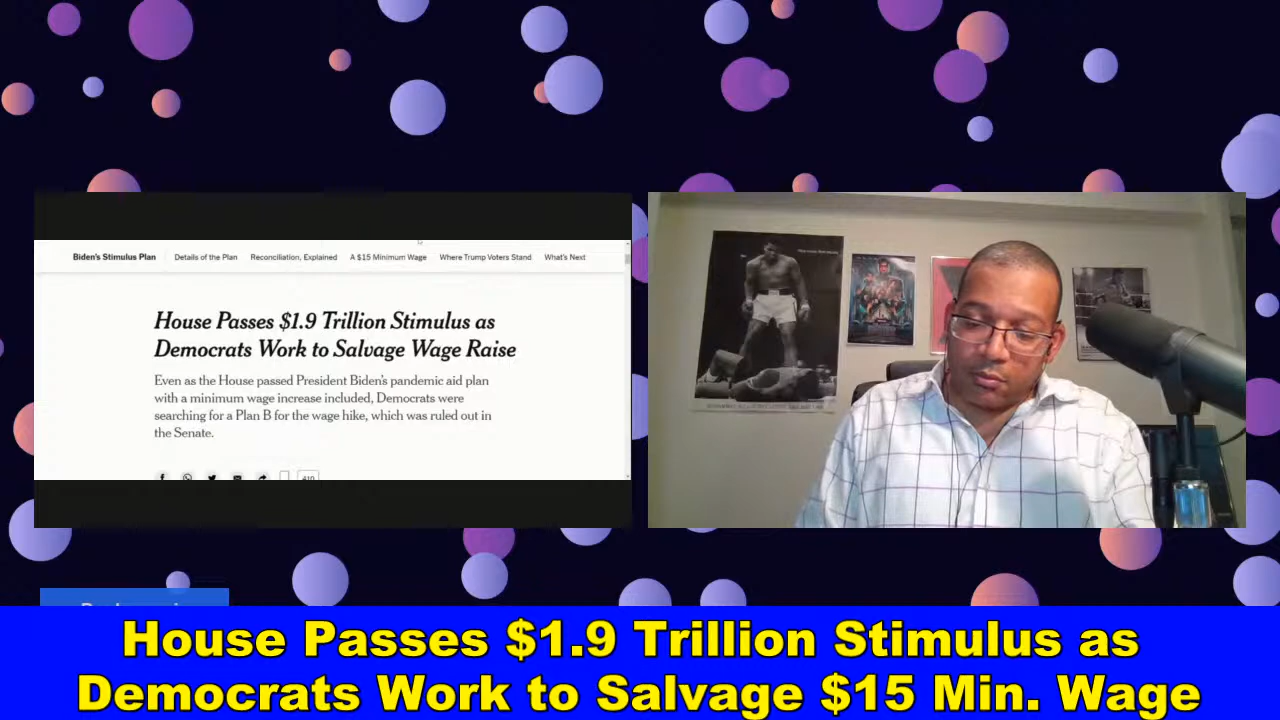 Biden's Stimulus Plan Details of the Plan Reconciliation, Explained A $15 Minimum Wage Where Trump Voters Stand What's Next
House Passes $1.9 Trillion Stimulus as
Democrats Work to Salvage Wage Raise
Even as the House passed President Biden's pandemic aid plan
with a minimum wage increase included, Democrats were
searching for a Plan B for the wage hike, which was ruled out in
the Senate.
410
House Passes $1.9 Trillion Stimulus as
Democrats Work to Salvage $15 Min. Wage